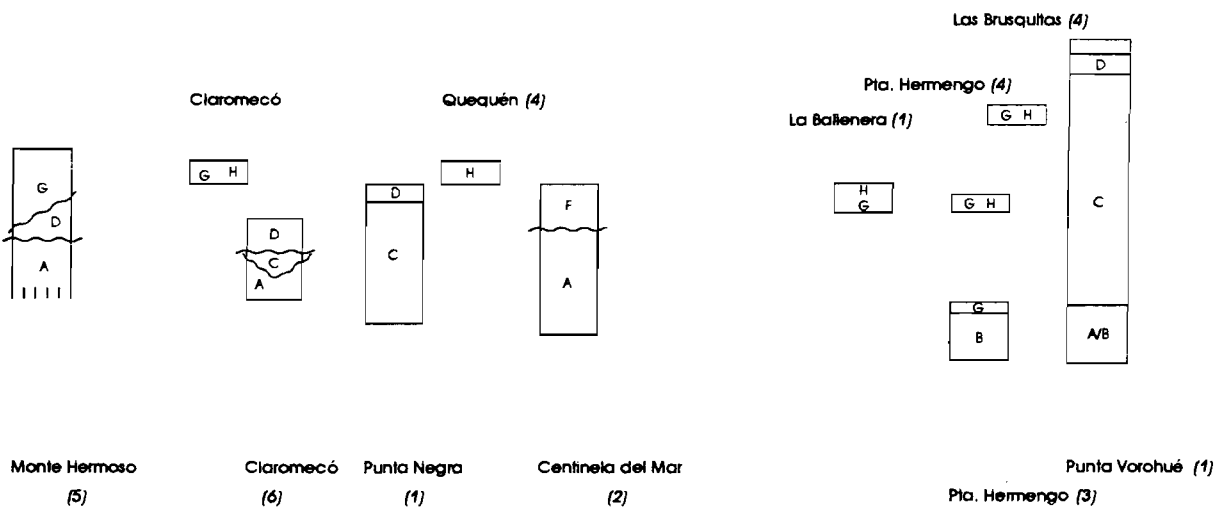 Las Brusquitas (4)
D
Claromecó
Quequén (4)
Pta. Hermengo (4)
La Ballenera (1)
G H
G
D
A
G H
H
D
C
F
A
D
C
A
H
G
G H
C
G
B
A/B
Monte Hermoso
(5)
Claromecó
(6)
Punta Negra
(1)
Centinela del Mar
(2)
Punta Vorohué (1)
Pta. Hermengo (3)